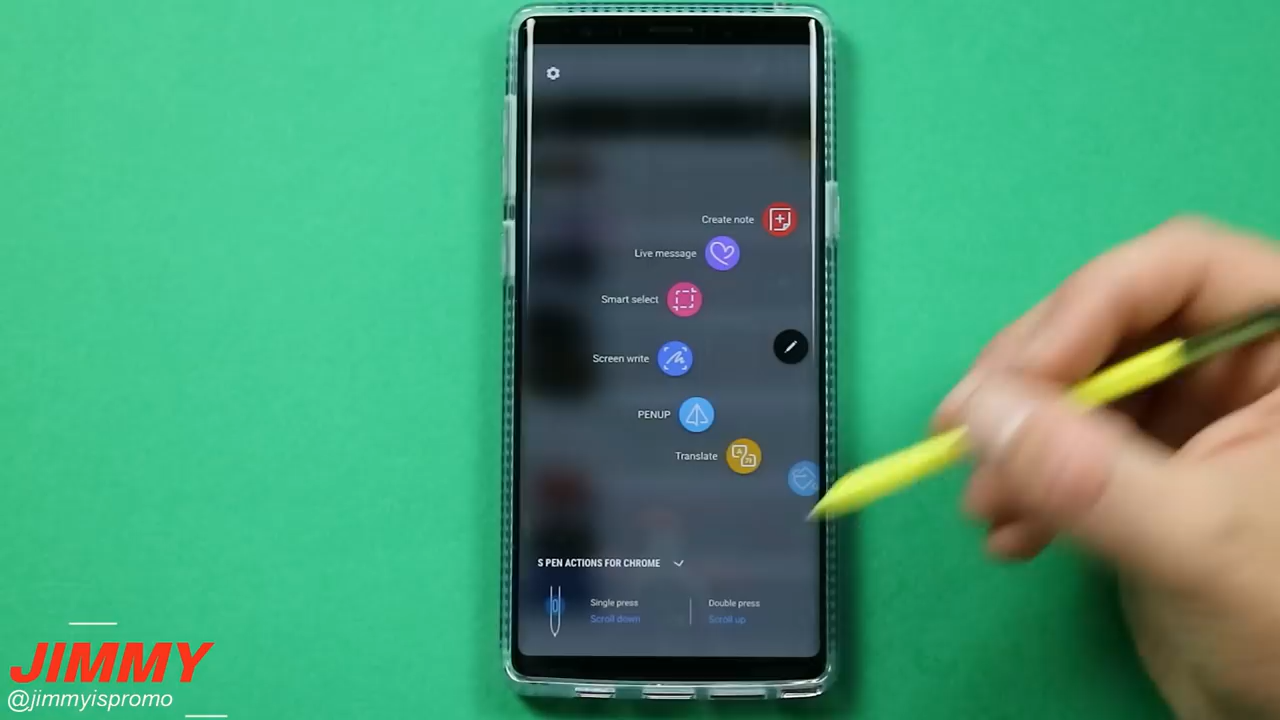 Create note
Live message
Smart select
Screen write
PENUP
Translate
S PEN ACTIONS FOR CHROME
Single press
Scroll down
Double press
Scroll up
JIMMY
@jimmyispromo